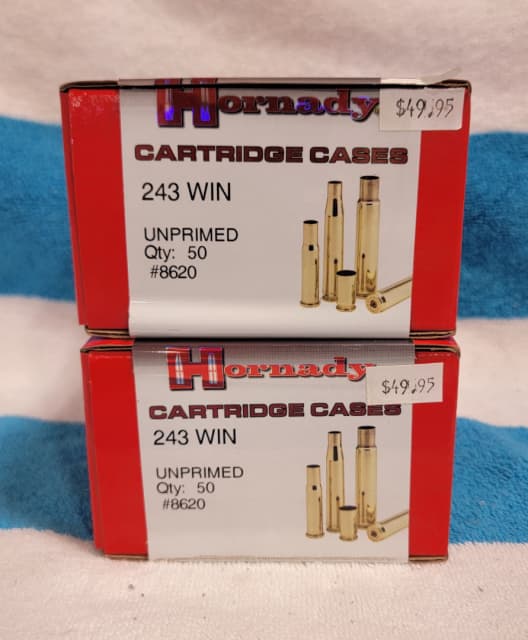 Hornady
$49.95
CARTRIDGE CASES
243 WIN
UNPRIMED
Qty: 50
#8620
Hornady
$49.95
CARTRIDGE CASES
243 WIN
UNPRIMED
Qty: 50
#8620